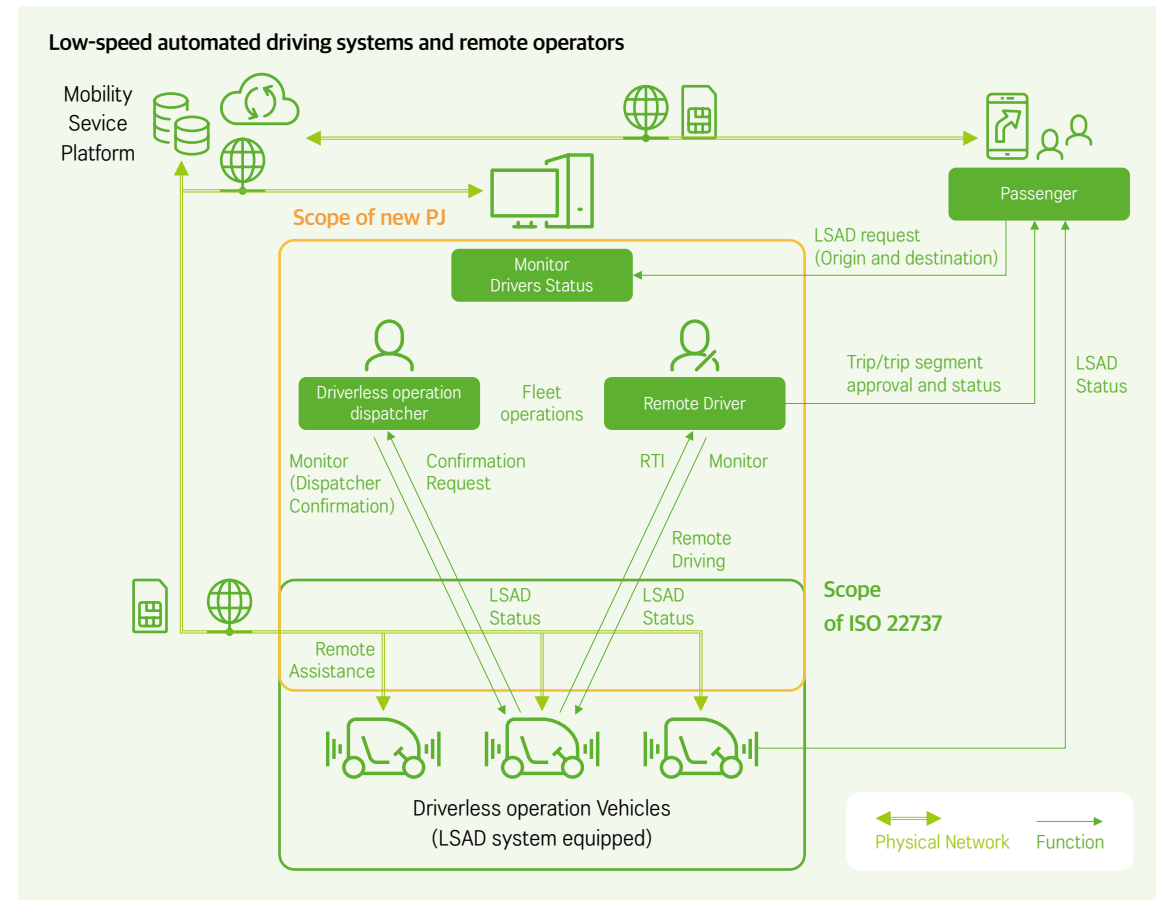 Low-speed automated driving systems and remote operators
Mobility
Sevice
Platform
Passenger
Scope of new PJ
LSAD request
(Origin and destination)
Monitor
Drivers Status
Trip/trip segment
approval and status
LSAD
Status
Driverless operation
dispatcher
Fleet
operations
Remote Driver
Monitor
(Dispatcher
Confirmation)
Confirmation
Request
RTI
Monitor
Remote
Driving
LSAD
Status
LSAD
Status
Scope
of ISO 22737
Remote
Assistance
Driverless operation Vehicles
(LSAD system equipped)
Physical Network
Function